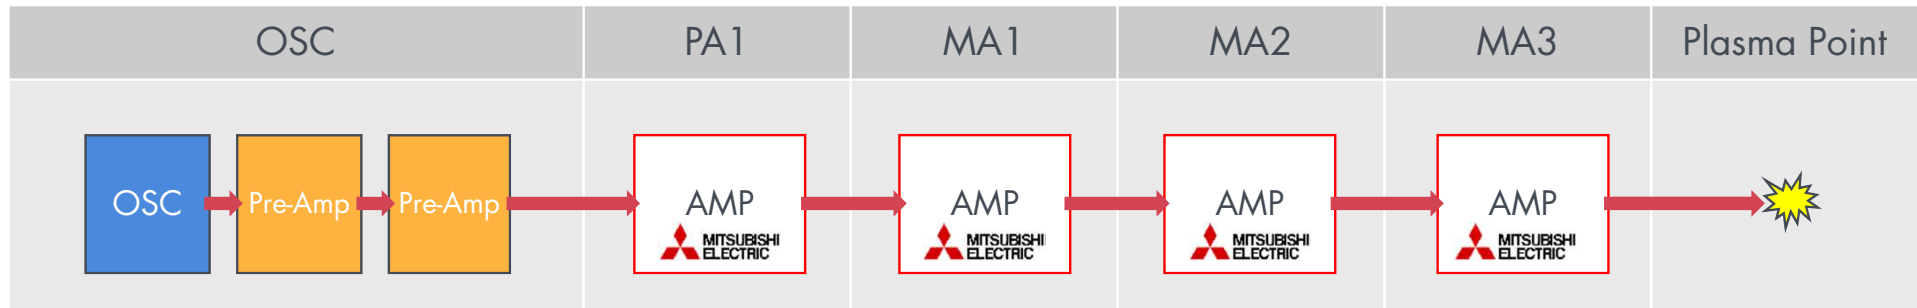 OSC PA1 MA1 MA2 MA3 Plasma Point
OSC Pre-Amp Pre-Amp AMP AMP AMP AMP
MITSUBISHI MITSUBISHI MITSUBISHI MITSUBISHI
ELECTRIC ELECTRIC ELECTRIC ELECTRIC